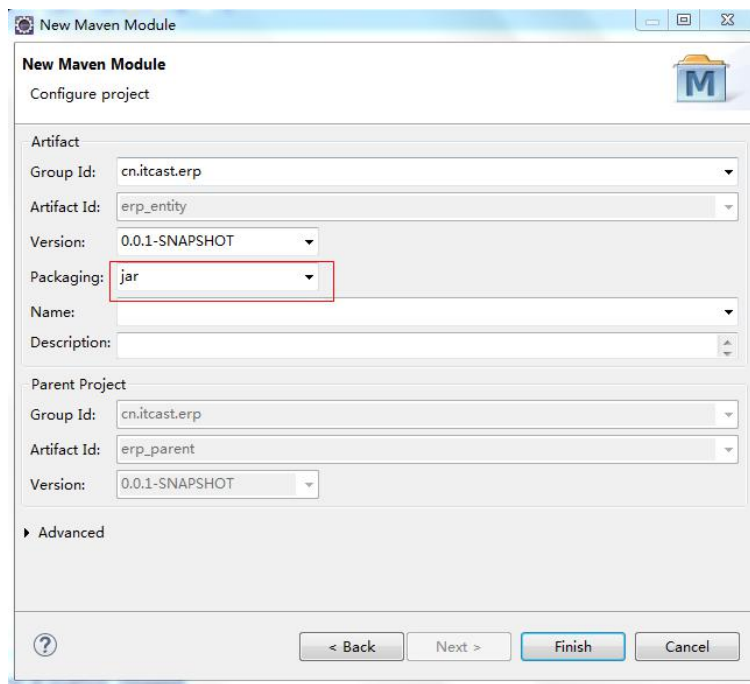 New Maven Module
New Maven Module
Configure project
M
Artifact
Group Id: cn.itcast.erp
Artifact Id: erp_entity
Version: 0.0.1-SNAPSHOT
Packaging: jar
Name:
Description:
Parent Project
Group Id: cn.itcast.erp
Artifact Id: erp_parent
Version: 0.0.1-SNAPSHOT
Advanced
? < Back Next > Finish Cancel